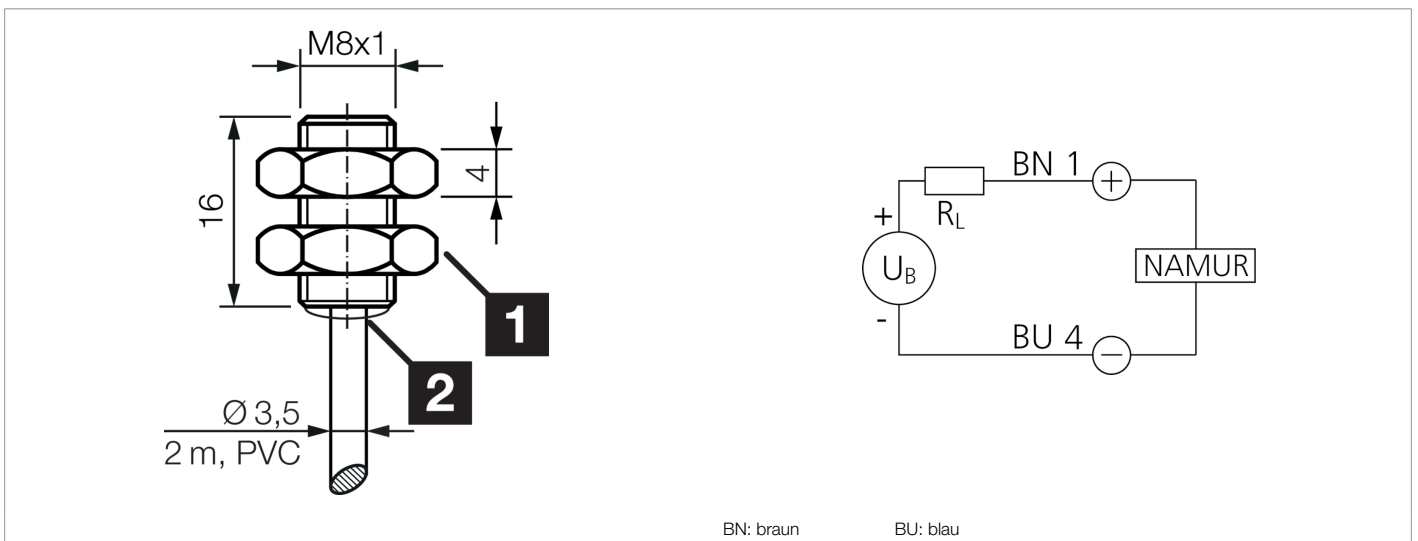 M8x1
4
16
1
2
Ø 3,5
2 m, PVC
BN 1
+
R_L
+
U_B
NAMUR
-
BU 4
−
BN: braun BU: blau